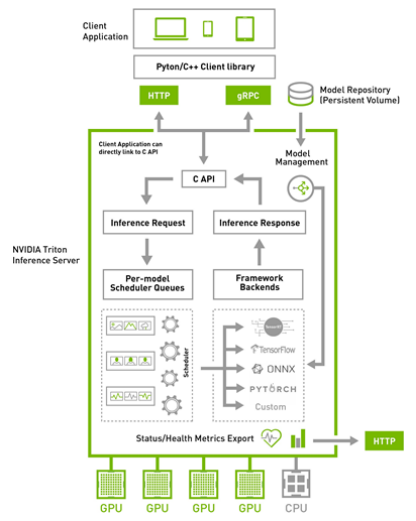 Client
Application
Pyton/C++ Client library
HTTP
gRPC
Model Repository
(Persistent Volume)
Client Application can
directly link to C API
Model
Management
C API
Inference Request
Inference Response
NVIDIA Triton
Inference Server
Per-model
Scheduler Queues
Framework
Backends
Scheduler
TensorFlow
ONNX
PYTORCH
Custom
Status/Health Metrics Export
HTTP
GPU
GPU
GPU
GPU
CPU